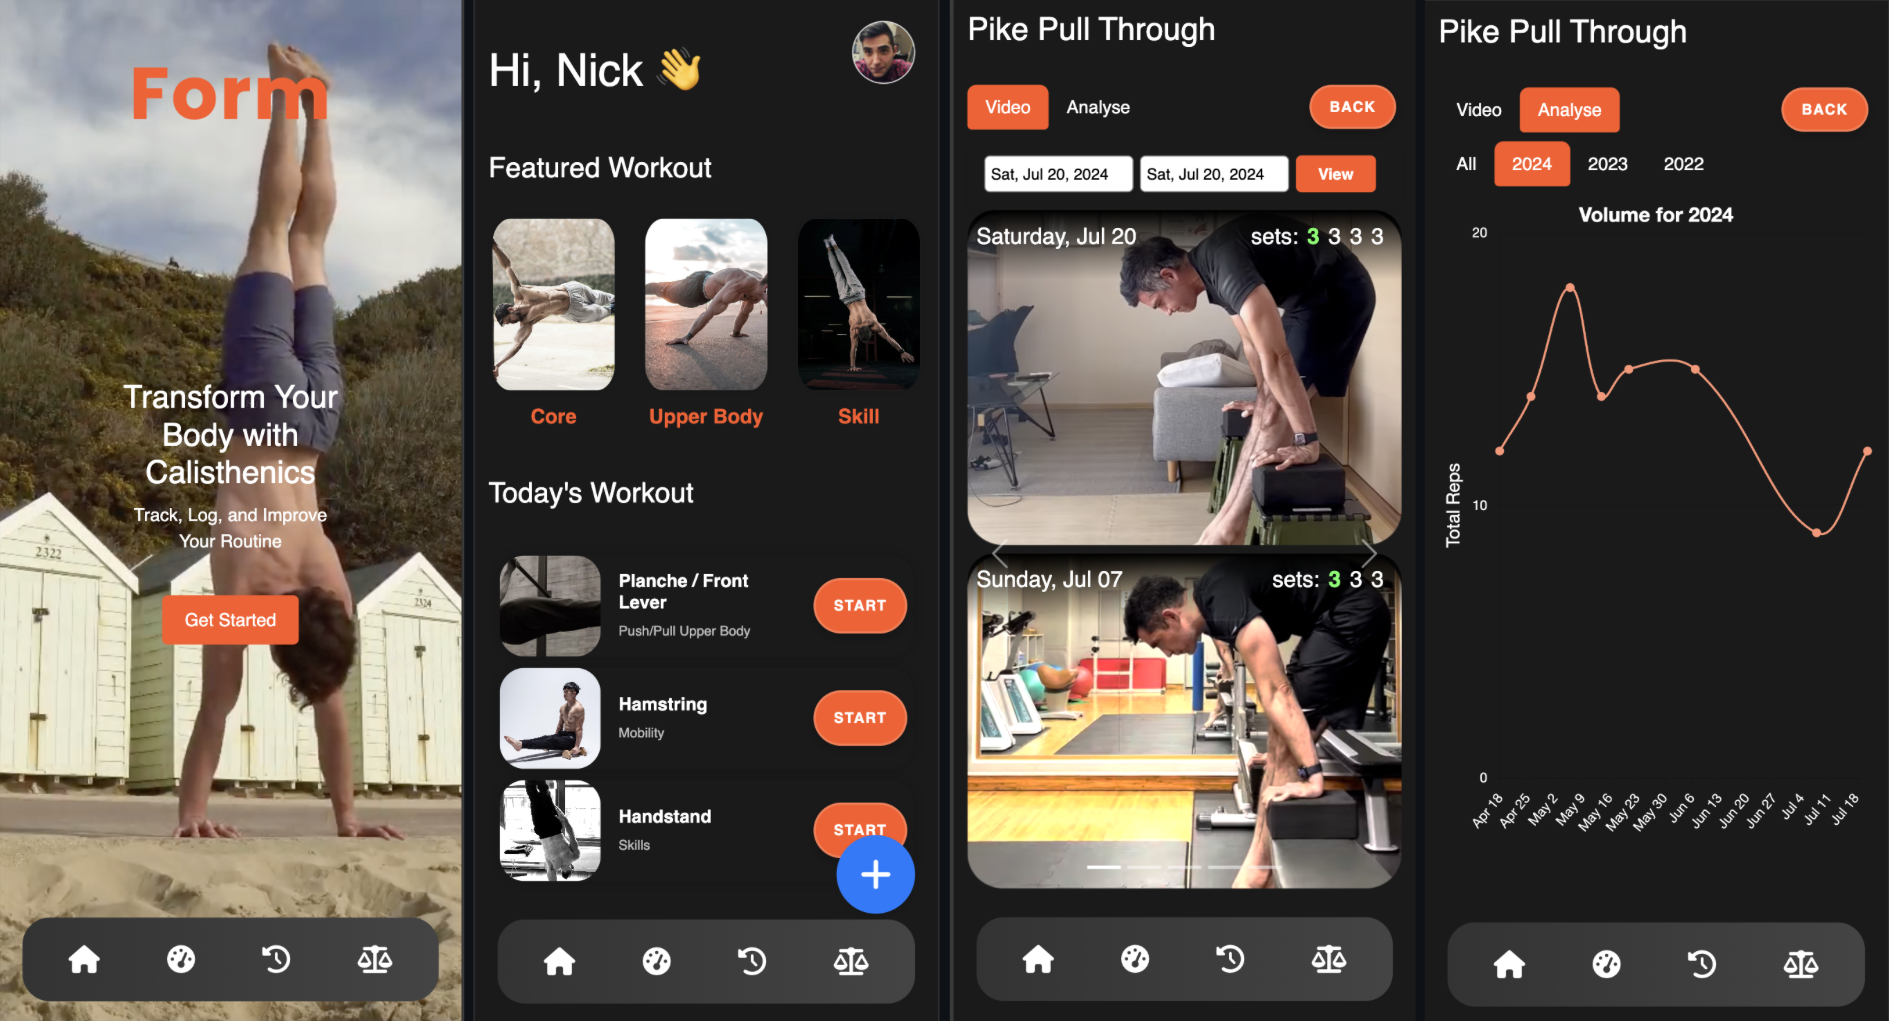 Form
Transform Your
Body with
Calisthenics
Track, Log, and Improve
Your Routine
2322
2324
Get Started
Hi, Nick 👋
Featured Workout
Core
Upper Body
Skill
Today's Workout
Planche / Front
Lever
Push/Pull Upper Body
START
Hamstring
Mobility
START
Handstand
Skills
START
+
Pike Pull Through
Video
Analyse
BACK
Sat, Jul 20, 2024
Sat, Jul 20, 2024
View
Saturday, Jul 20
sets: 3 3 3 3
Sunday, Jul 07
sets: 3 3 3
Pike Pull Through
Video
Analyse
BACK
All
2024
2023
2022
Volume for 2024
Total Reps
20
10
0
Apr 18
Apr 25
May 2
May 9
May 16
May 23
May 30
Jun 6
Jun 13
Jun 20
Jun 27
Jul 4
Jul 11
Jul 18